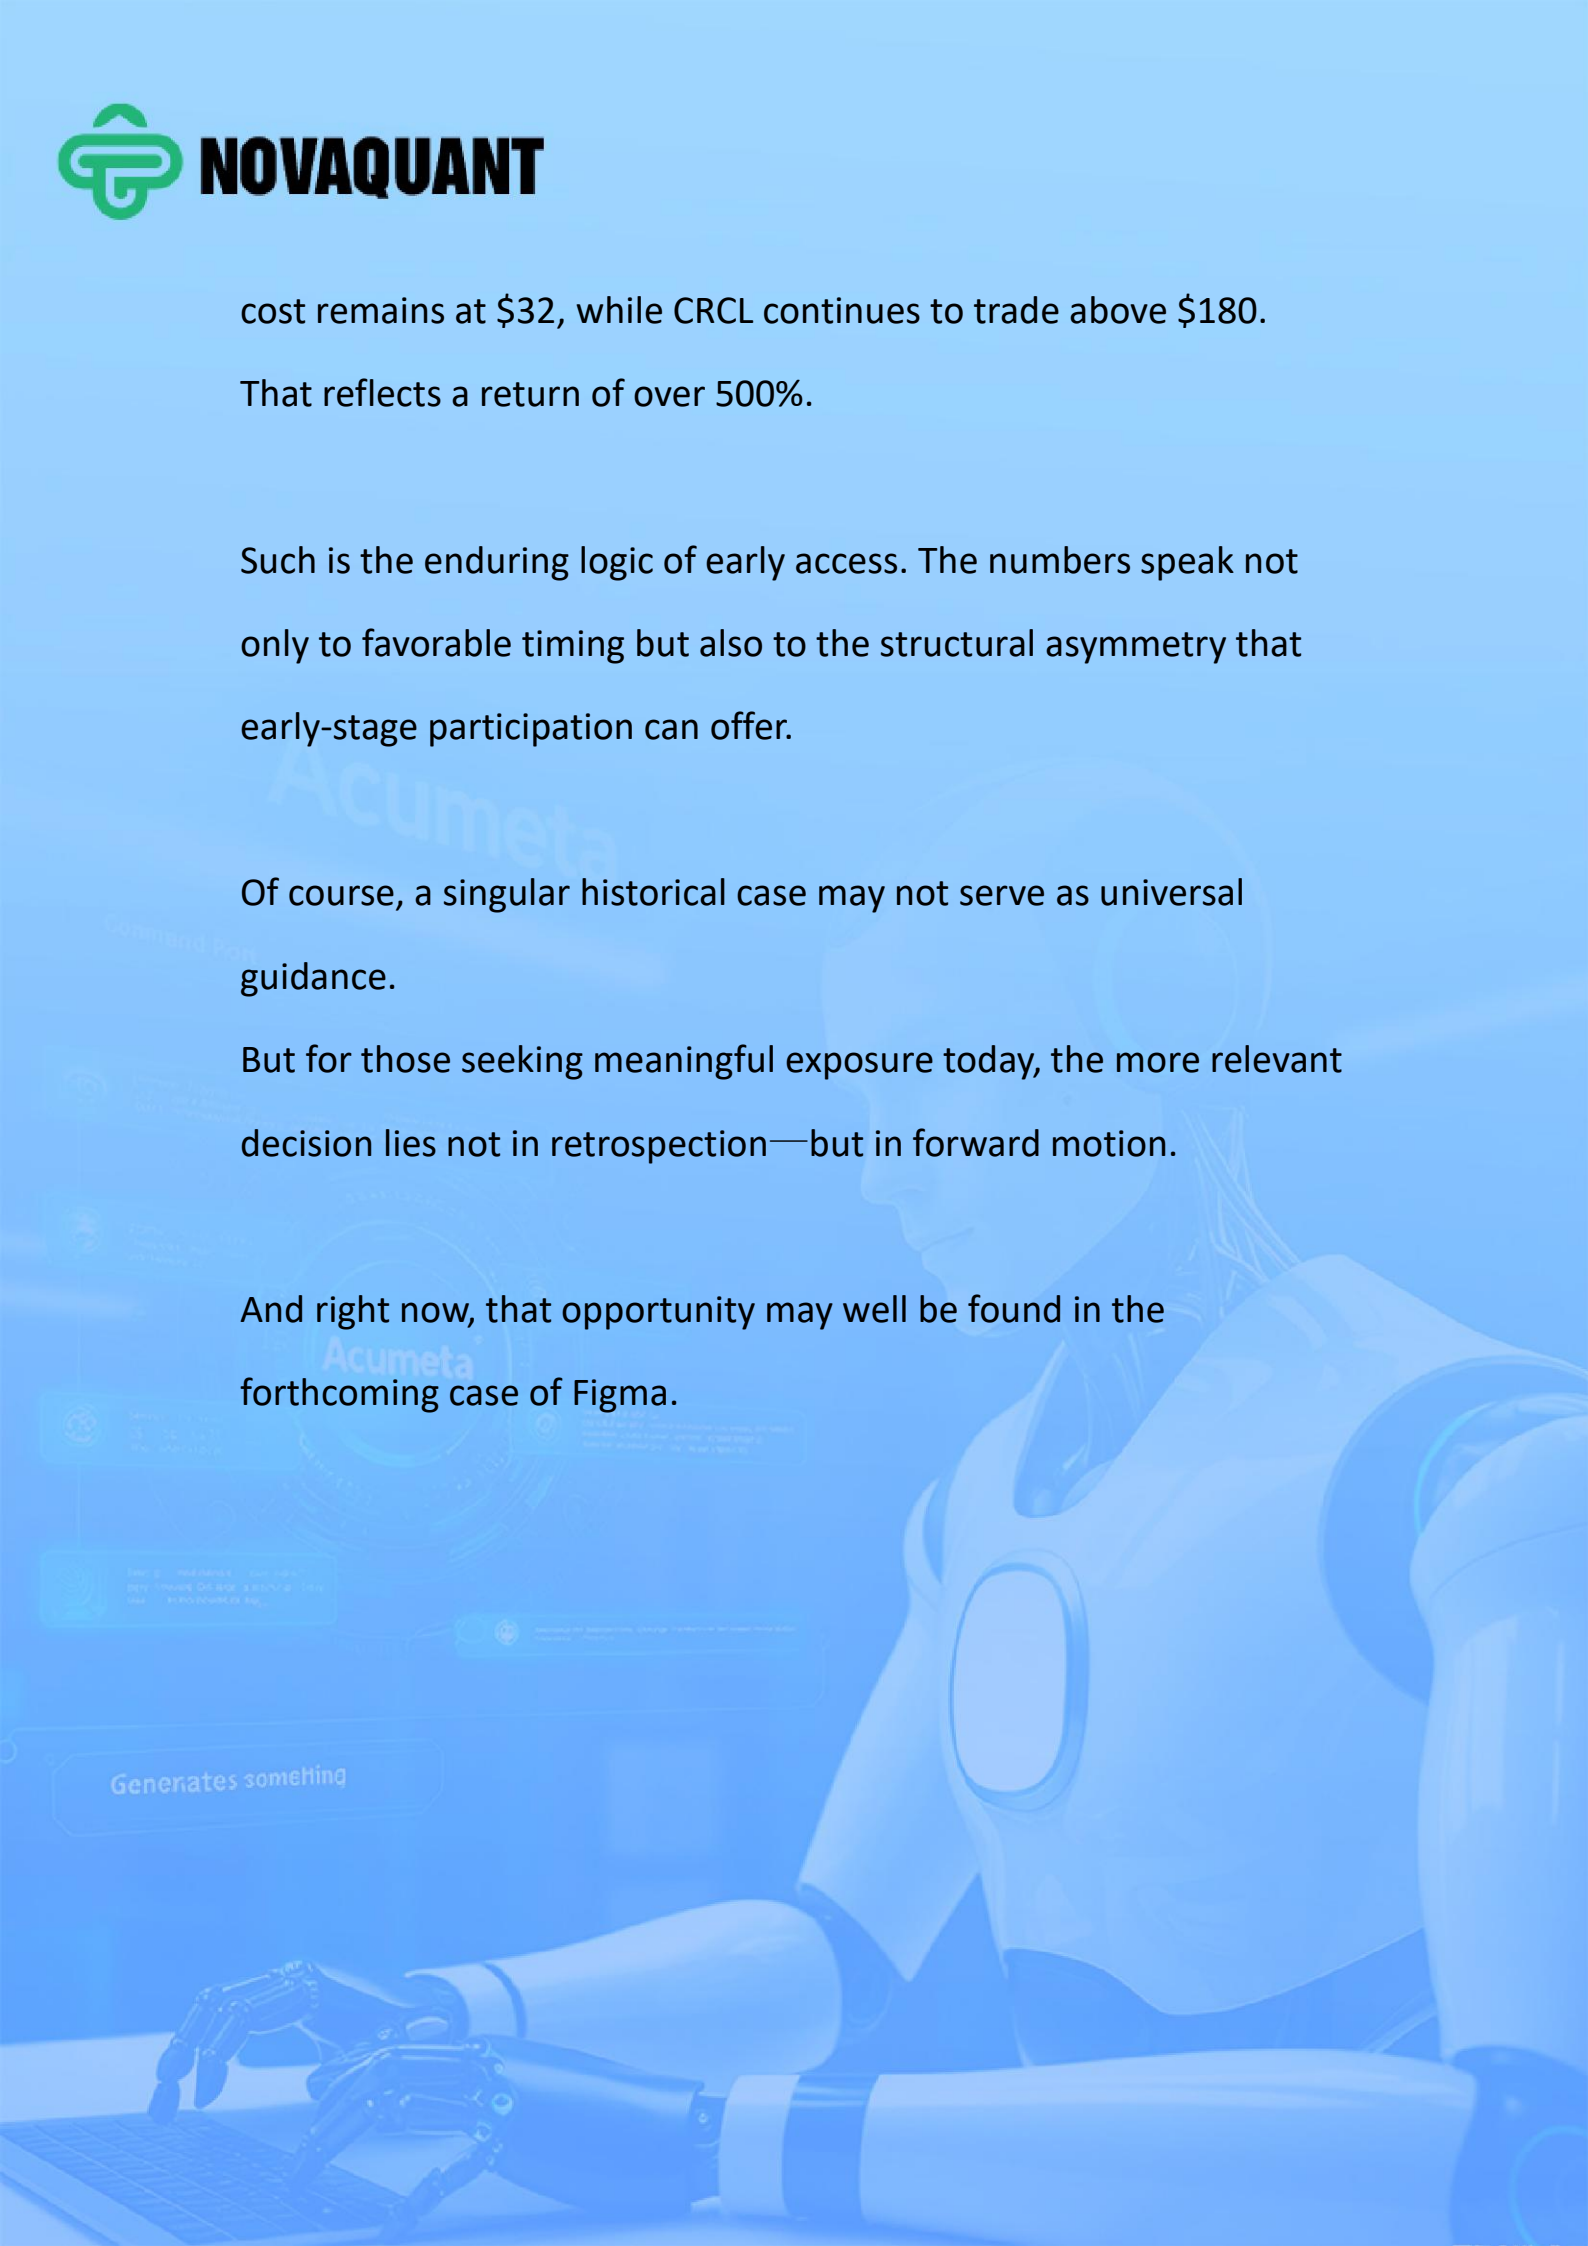 NOVAQUANT
cost remains at $32, while CRCL continues to trade above $180.
That reflects a return of over 500%.
Such is the enduring logic of early access. The numbers speak not
only to favorable timing but also to the structural asymmetry that
early-stage participation can offer.
Acumeta
Of course, a singular historical case may not serve as universal
guidance.
But for those seeking meaningful exposure today, the more relevant
decision lies not in retrospection—but in forward motion.
And right now, that opportunity may well be found in the
Acumeta
forthcoming case of Figma.
Generates something